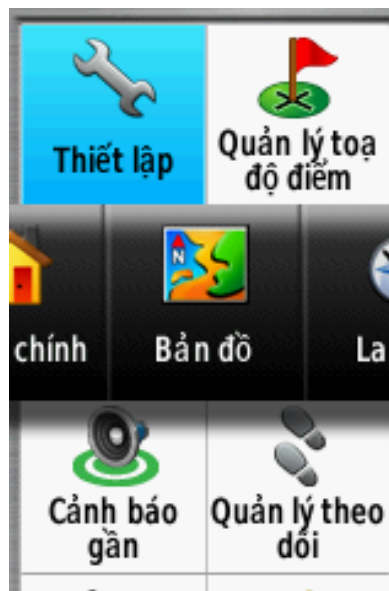 Thiết lập
Quản lý toạ
độ điểm
chính
Bản đồ
La
Cảnh báo
gần
Quản lý theo
dõi
N